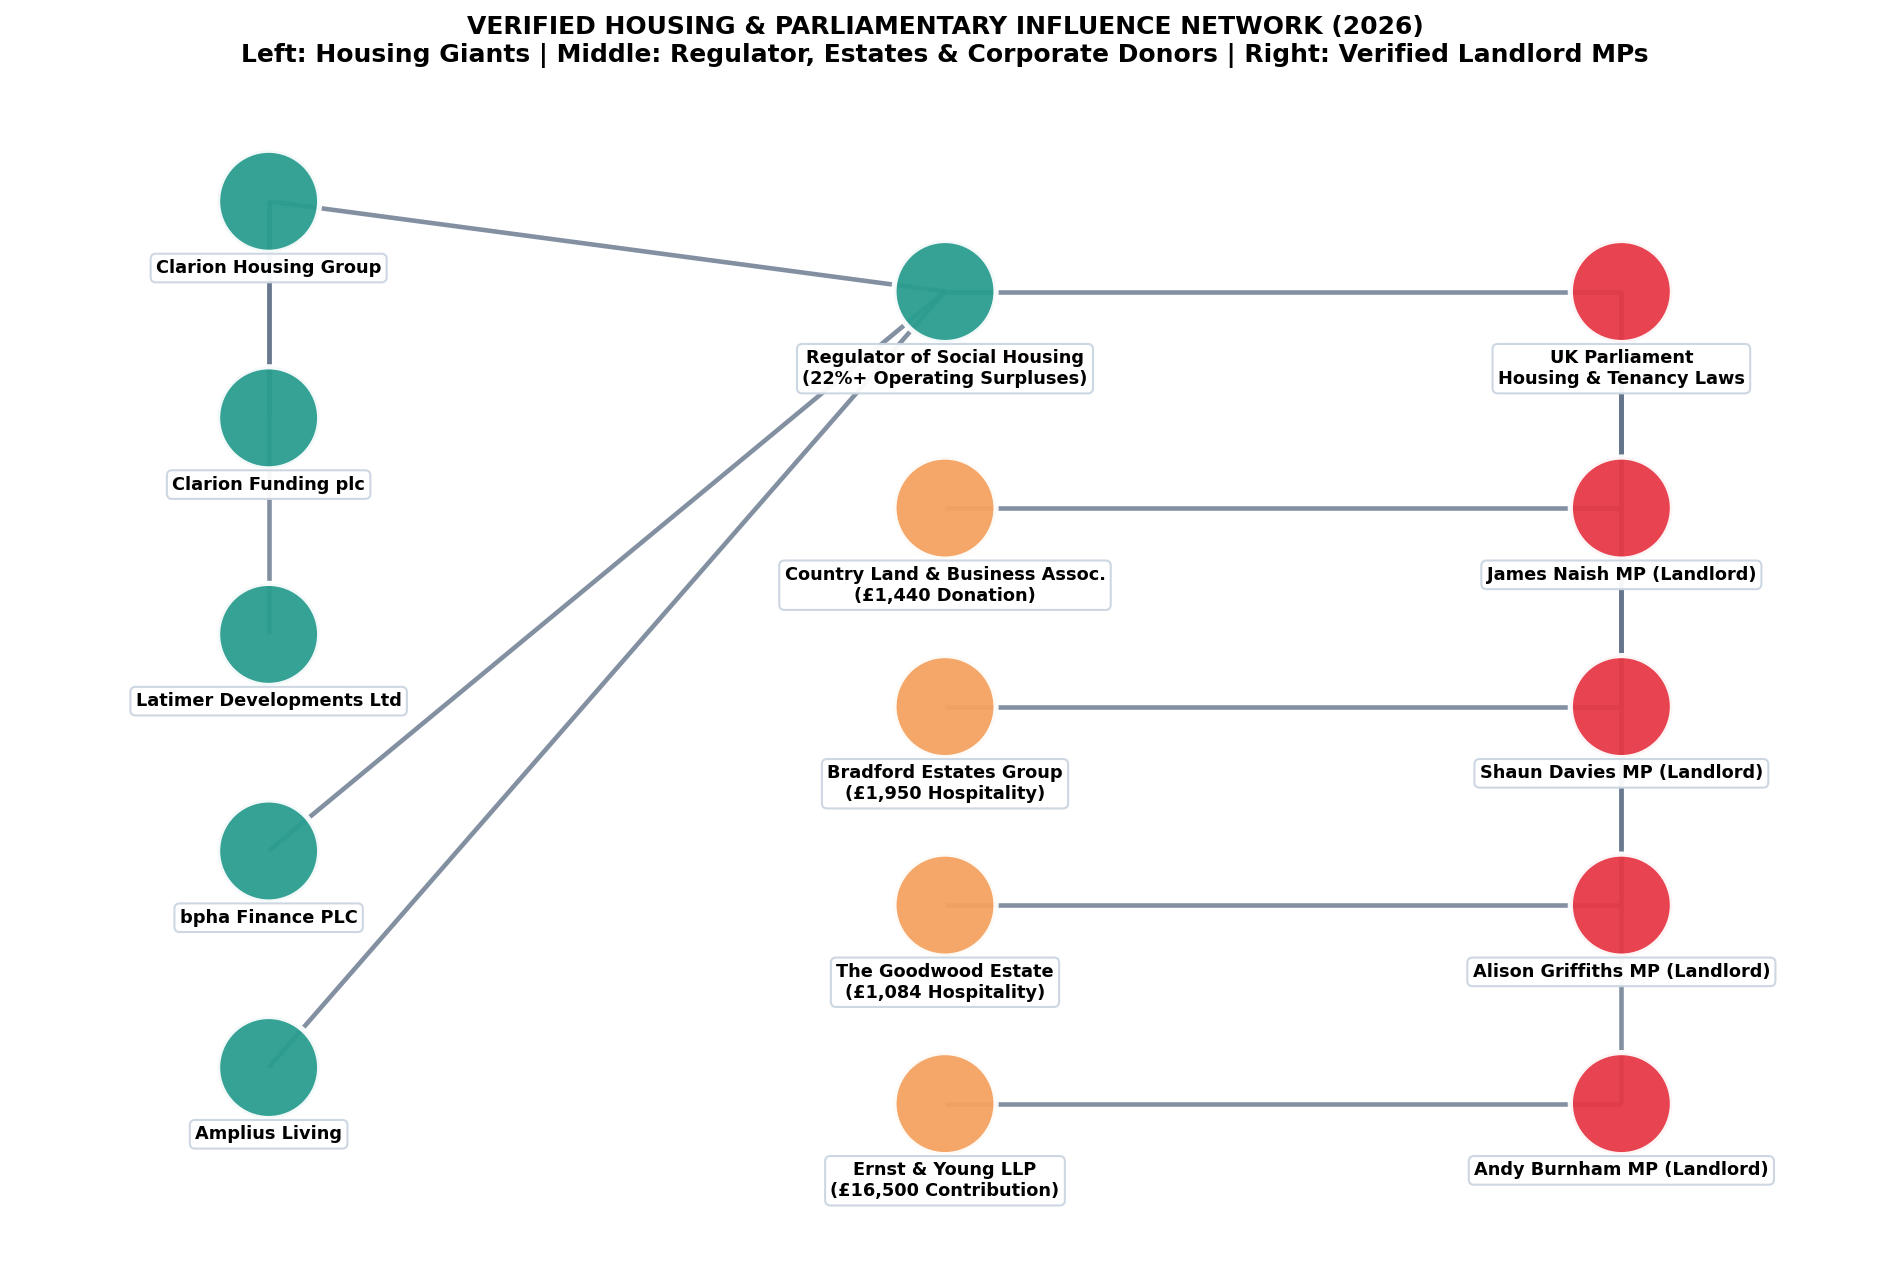 VERIFIED HOUSING & PARLIAMENTARY INFLUENCE NETWORK (2026)
Left: Housing Giants | Middle: Regulator, Estates & Corporate Donors | Right: Verified Landlord MPs
Clarion Housing Group
Clarion Funding plc
Latimer Developments Ltd
bpha Finance PLC
Amplius Living
Regulator of Social Housing
(22%+ Operating Surpluses)
Country Land & Business Assoc.
(£1,440 Donation)
Bradford Estates Group
(£1,950 Hospitality)
The Goodwood Estate
(£1,084 Hospitality)
Ernst & Young LLP
(£16,500 Contribution)
UK Parliament
Housing & Tenancy Laws
James Naish MP (Landlord)
Shaun Davies MP (Landlord)
Alison Griffiths MP (Landlord)
Andy Burnham MP (Landlord)